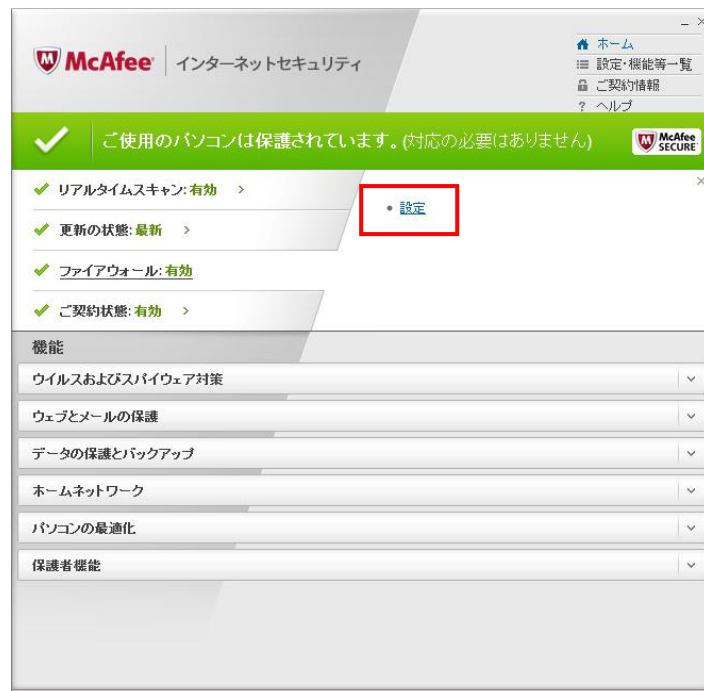 McAfee インターネットセキュリティ
ホーム
設定・機能等一覧
ご契約情報
? ヘルプ
ご使用のパソコンは保護されています。(対応の必要はありません)
McAfee SECURE
リアルタイムスキャン:有効 >
• 設定
更新の状態:最新 >
ファイアウォール:有効
ご契約状態:有効 >
機能
ウイルスおよびスパイウェア対策
ウェブとメールの保護
データの保護とバックアップ
ホームネットワーク
パソコンの最適化
保護者機能